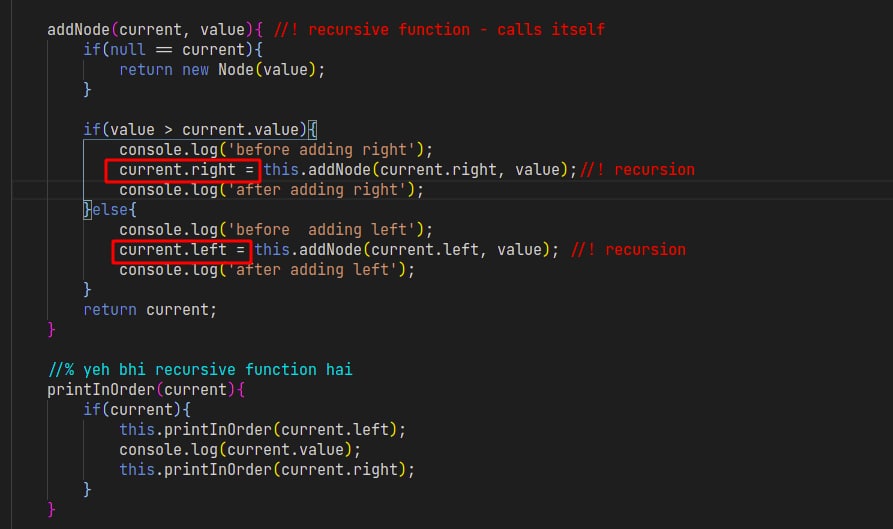 addNode(current, value){ //! recursive function - calls itself
if(null == current){
return new Node(value);
}
if(value > current.value){
console.log('before adding right');
current.right = this.addNode(current.right, value);//! recursion
console.log('after adding right');
}else{
console.log('before  adding left');
current.left = this.addNode(current.left, value); //! recursion
console.log('after adding left');
}
return current;
}
//% yeh bhi recursive function hai
printInOrder(current){
if(current){
this.printInOrder(current.left);
console.log(current.value);
this.printInOrder(current.right);
}
}